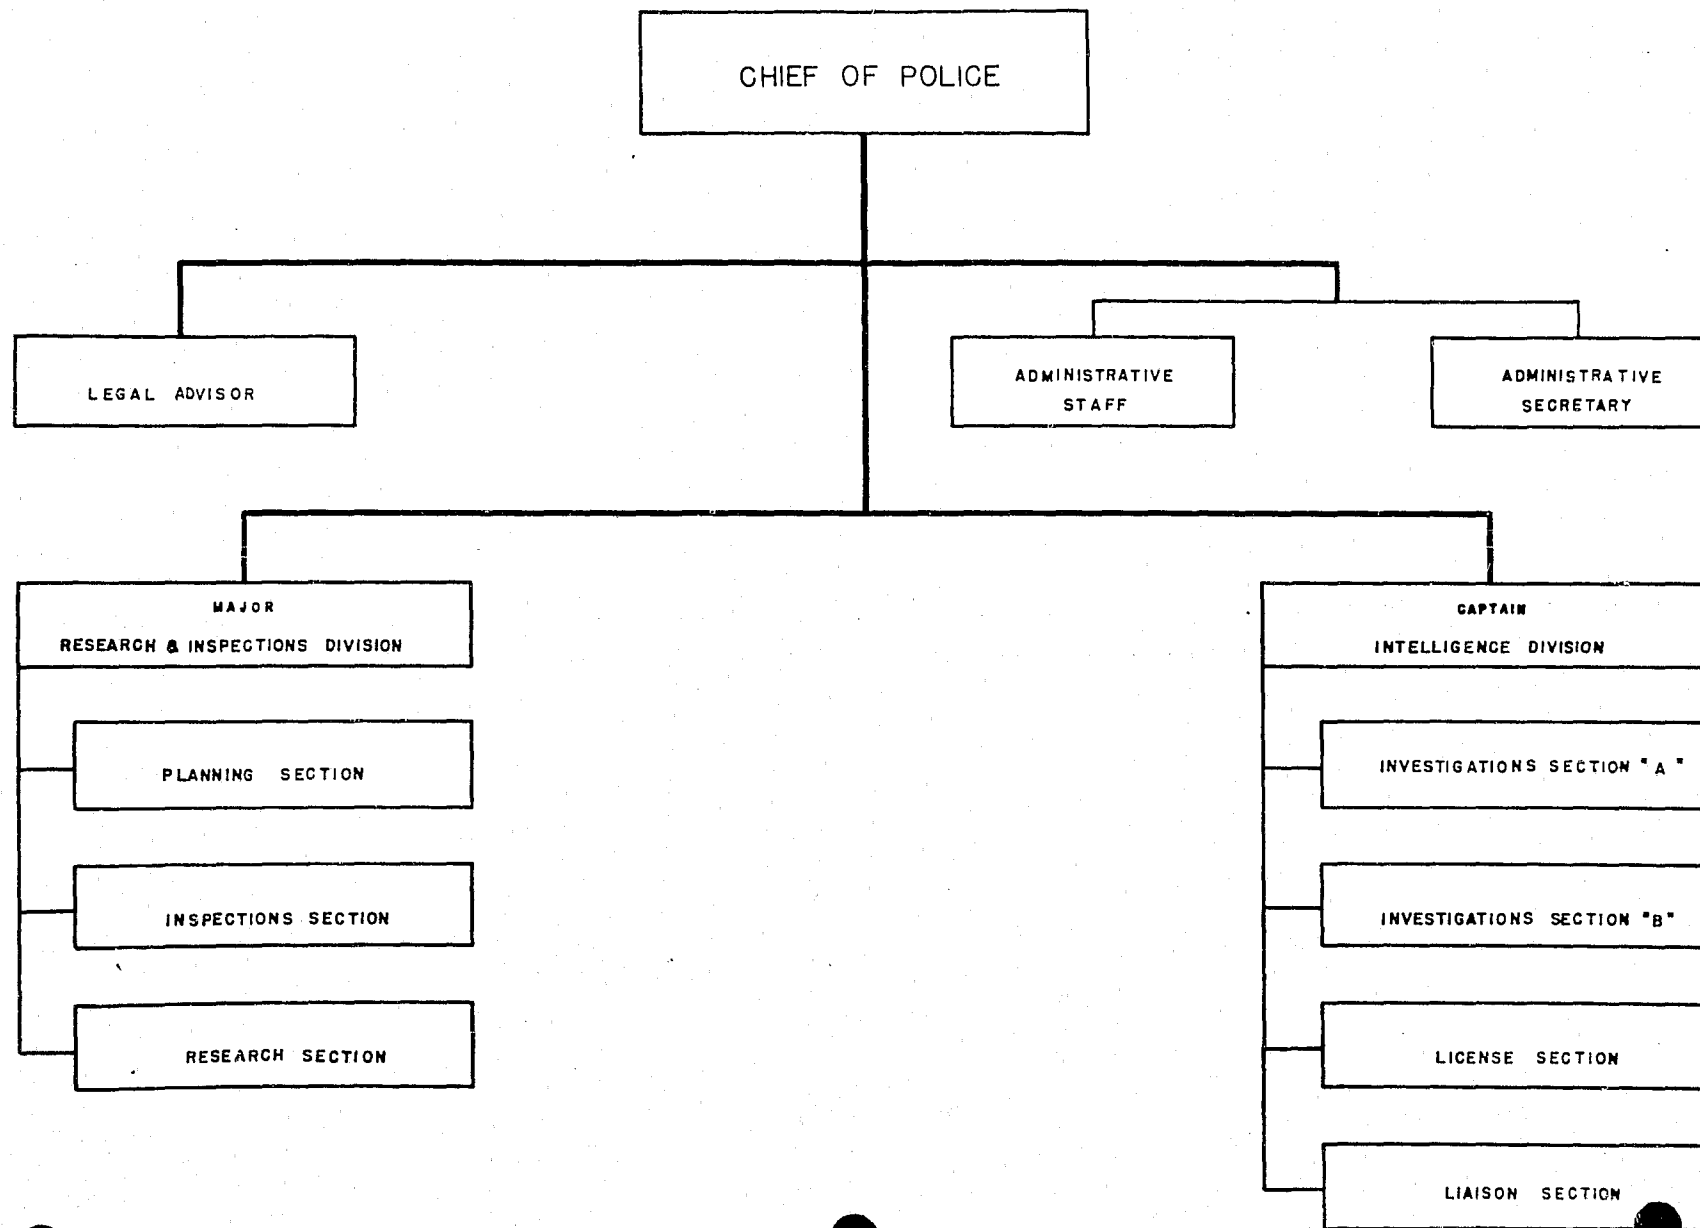 CHIEF OF POLICE
LEGAL ADVISOR
ADMINISTRATIVE
STAFF
ADMINISTRATIVE
SECRETARY
MAJOR
RESEARCH & INSPECTIONS DIVISION
PLANNING SECTION
INSPECTIONS SECTION
RESEARCH SECTION
CAPTAIN
INTELLIGENCE DIVISION
INVESTIGATIONS SECTION "A"
INVESTIGATIONS SECTION "B"
LICENSE SECTION
LIAISON SECTION